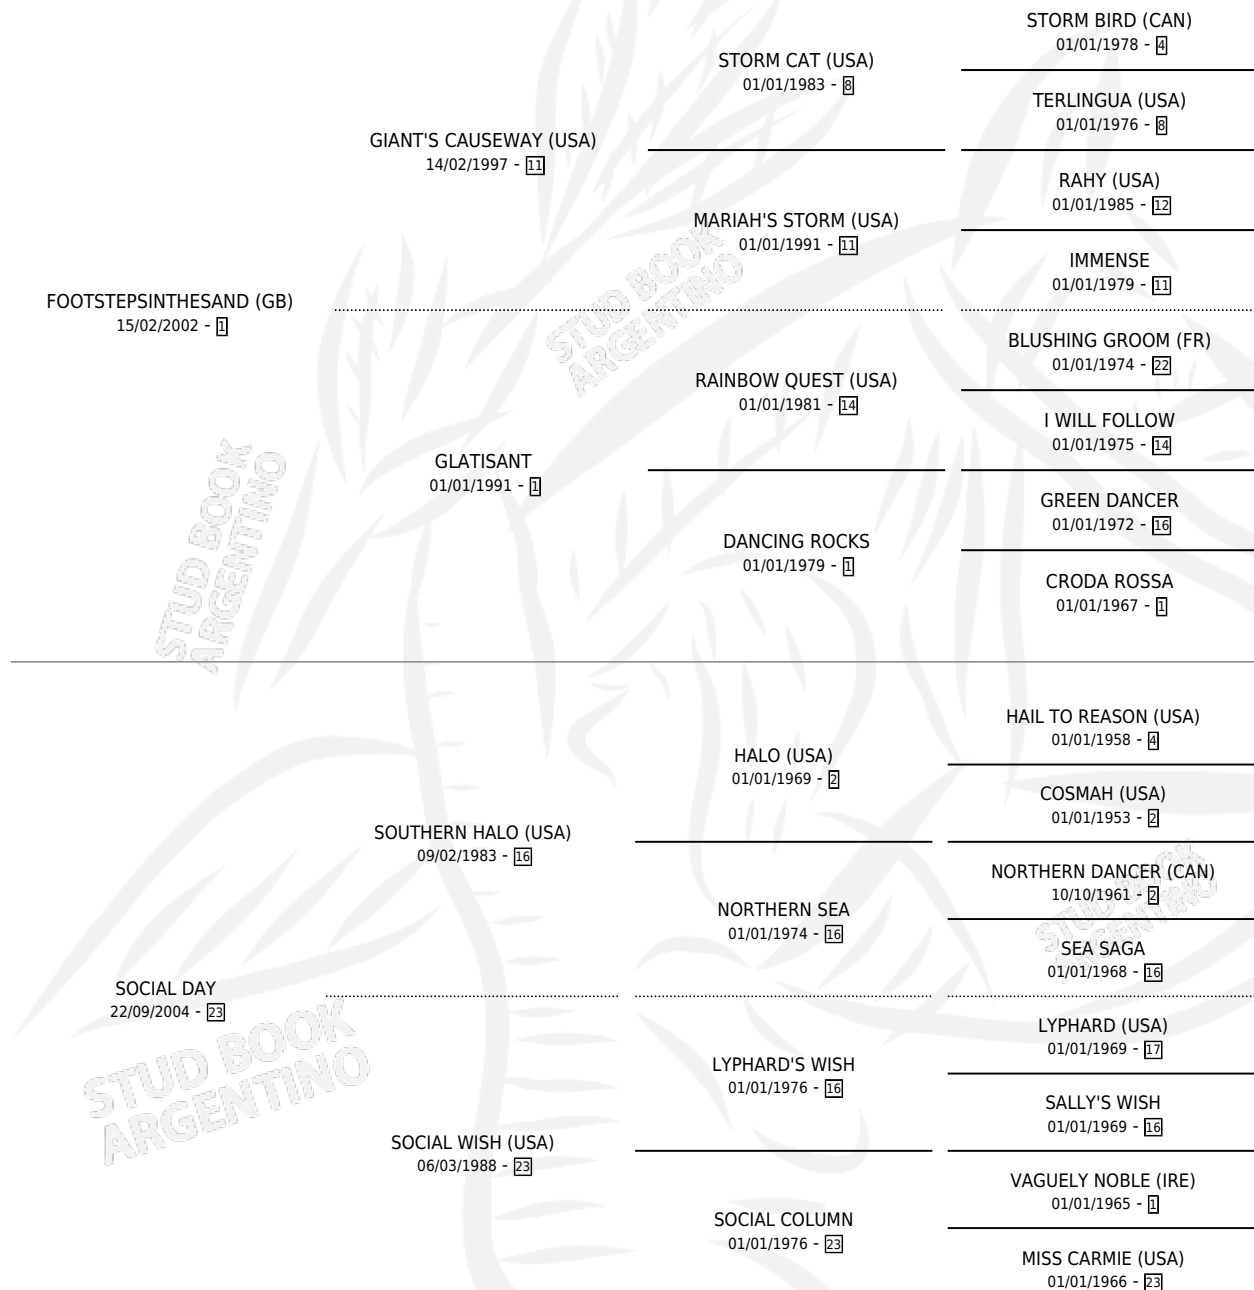 STORM BIRD (CAN)
01/01/1978 - 4
STORM CAT (USA)
01/01/1983 - 8
TERLINGUA (USA)
01/01/1976 - 8
GIANT'S CAUSEWAY (USA)
14/02/1997 - 11
RAHY (USA)
01/01/1985 - 12
MARIAH'S STORM (USA)
01/01/1991 - 11
IMMENSE
01/01/1979 - 11
FOOTSTEPSINTHESAND (GB)
15/02/2002 - 1
BLUSHING GROOM (FR)
01/01/1974 - 22
RAINBOW QUEST (USA)
01/01/1981 - 14
I WILL FOLLOW
01/01/1975 - 14
GLATISANT
01/01/1991 - 1
GREEN DANCER
01/01/1972 - 16
DANCING ROCKS
01/01/1979 - 1
CRODA ROSSA
01/01/1967 - 1
HAIL TO REASON (USA)
01/01/1958 - 4
HALO (USA)
01/01/1969 - 2
COSMAH (USA)
01/01/1953 - 2
SOUTHERN HALO (USA)
09/02/1983 - 16
NORTHERN DANCER (CAN)
10/10/1961 - 2
NORTHERN SEA
01/01/1974 - 16
SEA SAGA
01/01/1968 - 16
SOCIAL DAY
22/09/2004 - 23
LYPHARD (USA)
01/01/1969 - 17
LYPHARD'S WISH
01/01/1976 - 16
SALLY'S WISH
01/01/1969 - 16
SOCIAL WISH (USA)
06/03/1988 - 23
VAGUELY NOBLE (IRE)
01/01/1965 - 1
SOCIAL COLUMN
01/01/1976 - 23
MISS CARMIE (USA)
01/01/1966 - 23
STUD BOOK
ARGENTINO
STUD BOOK
ARGENTINO
STUD BOOK
ARGENTINO
STUD BOOK
ARGENTINO